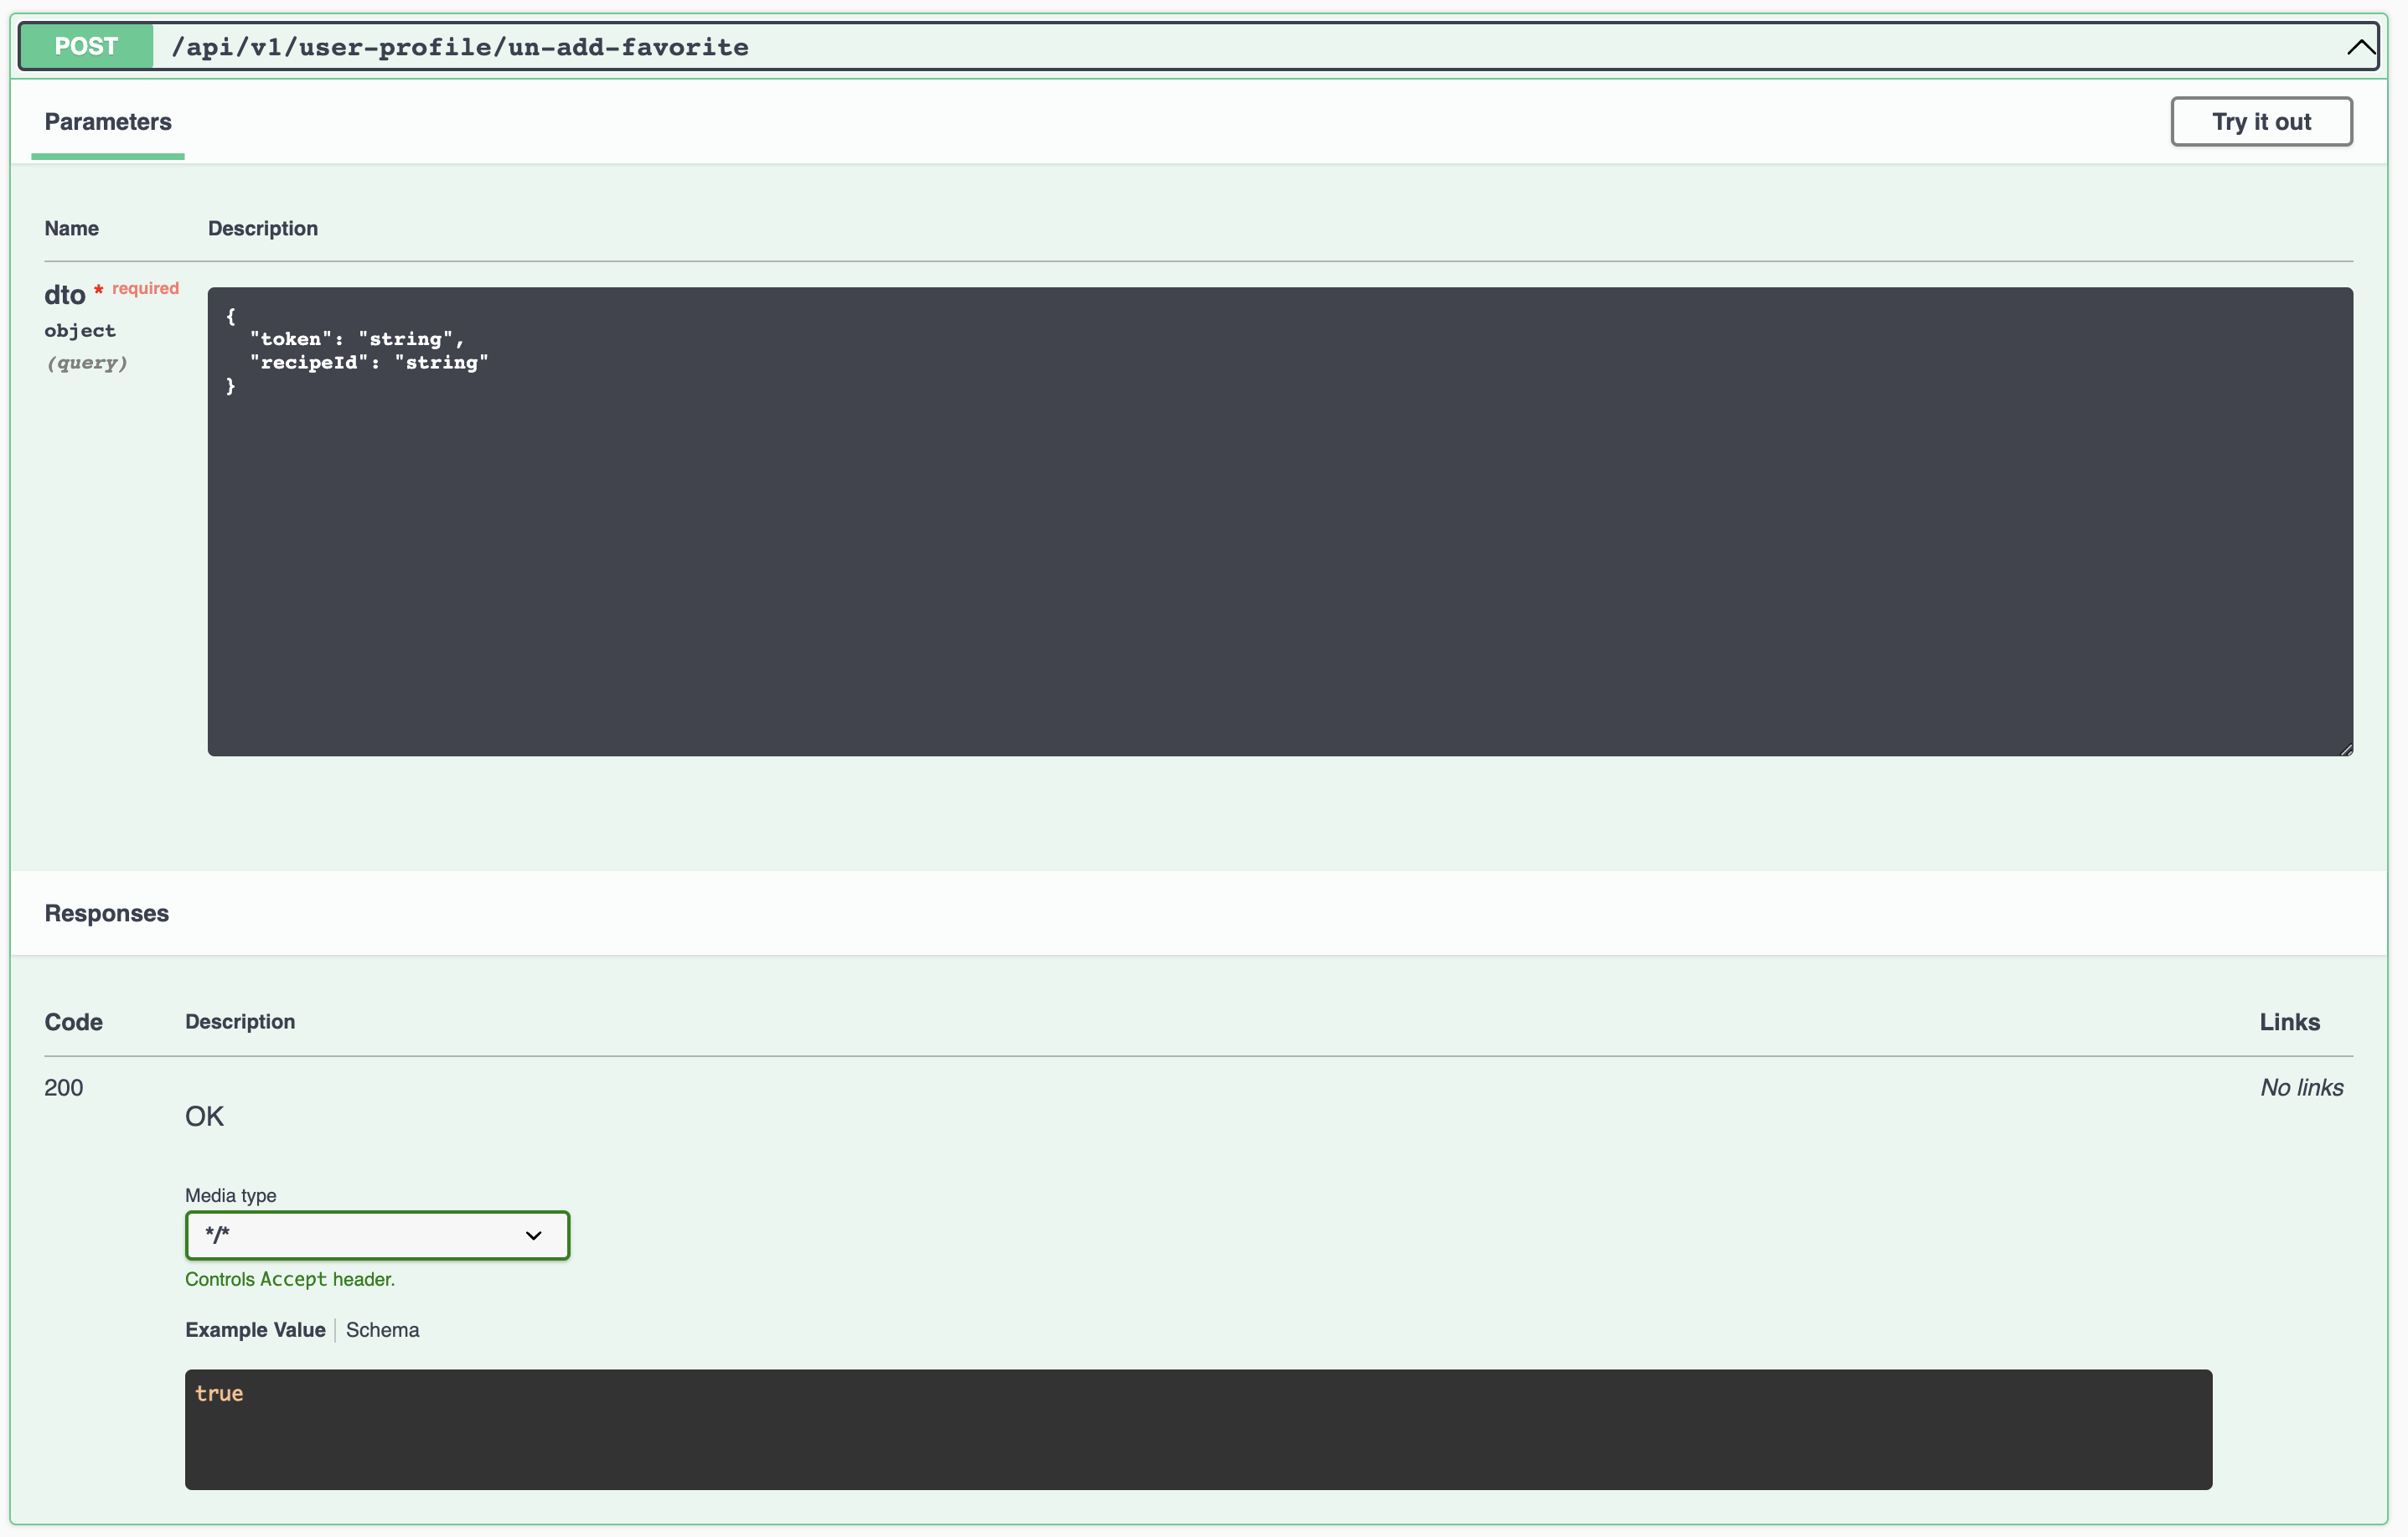 POST /api/v1/user-profile/un-add-favorite
Parameters
Try it out
Name Description
dto * required
object
(query)
{
"token": "string",
"recipeId": "string"
}
Responses
Code Description Links
200
OK
No links
Media type
*/*
Controls Accept header.
Example Value Schema
true